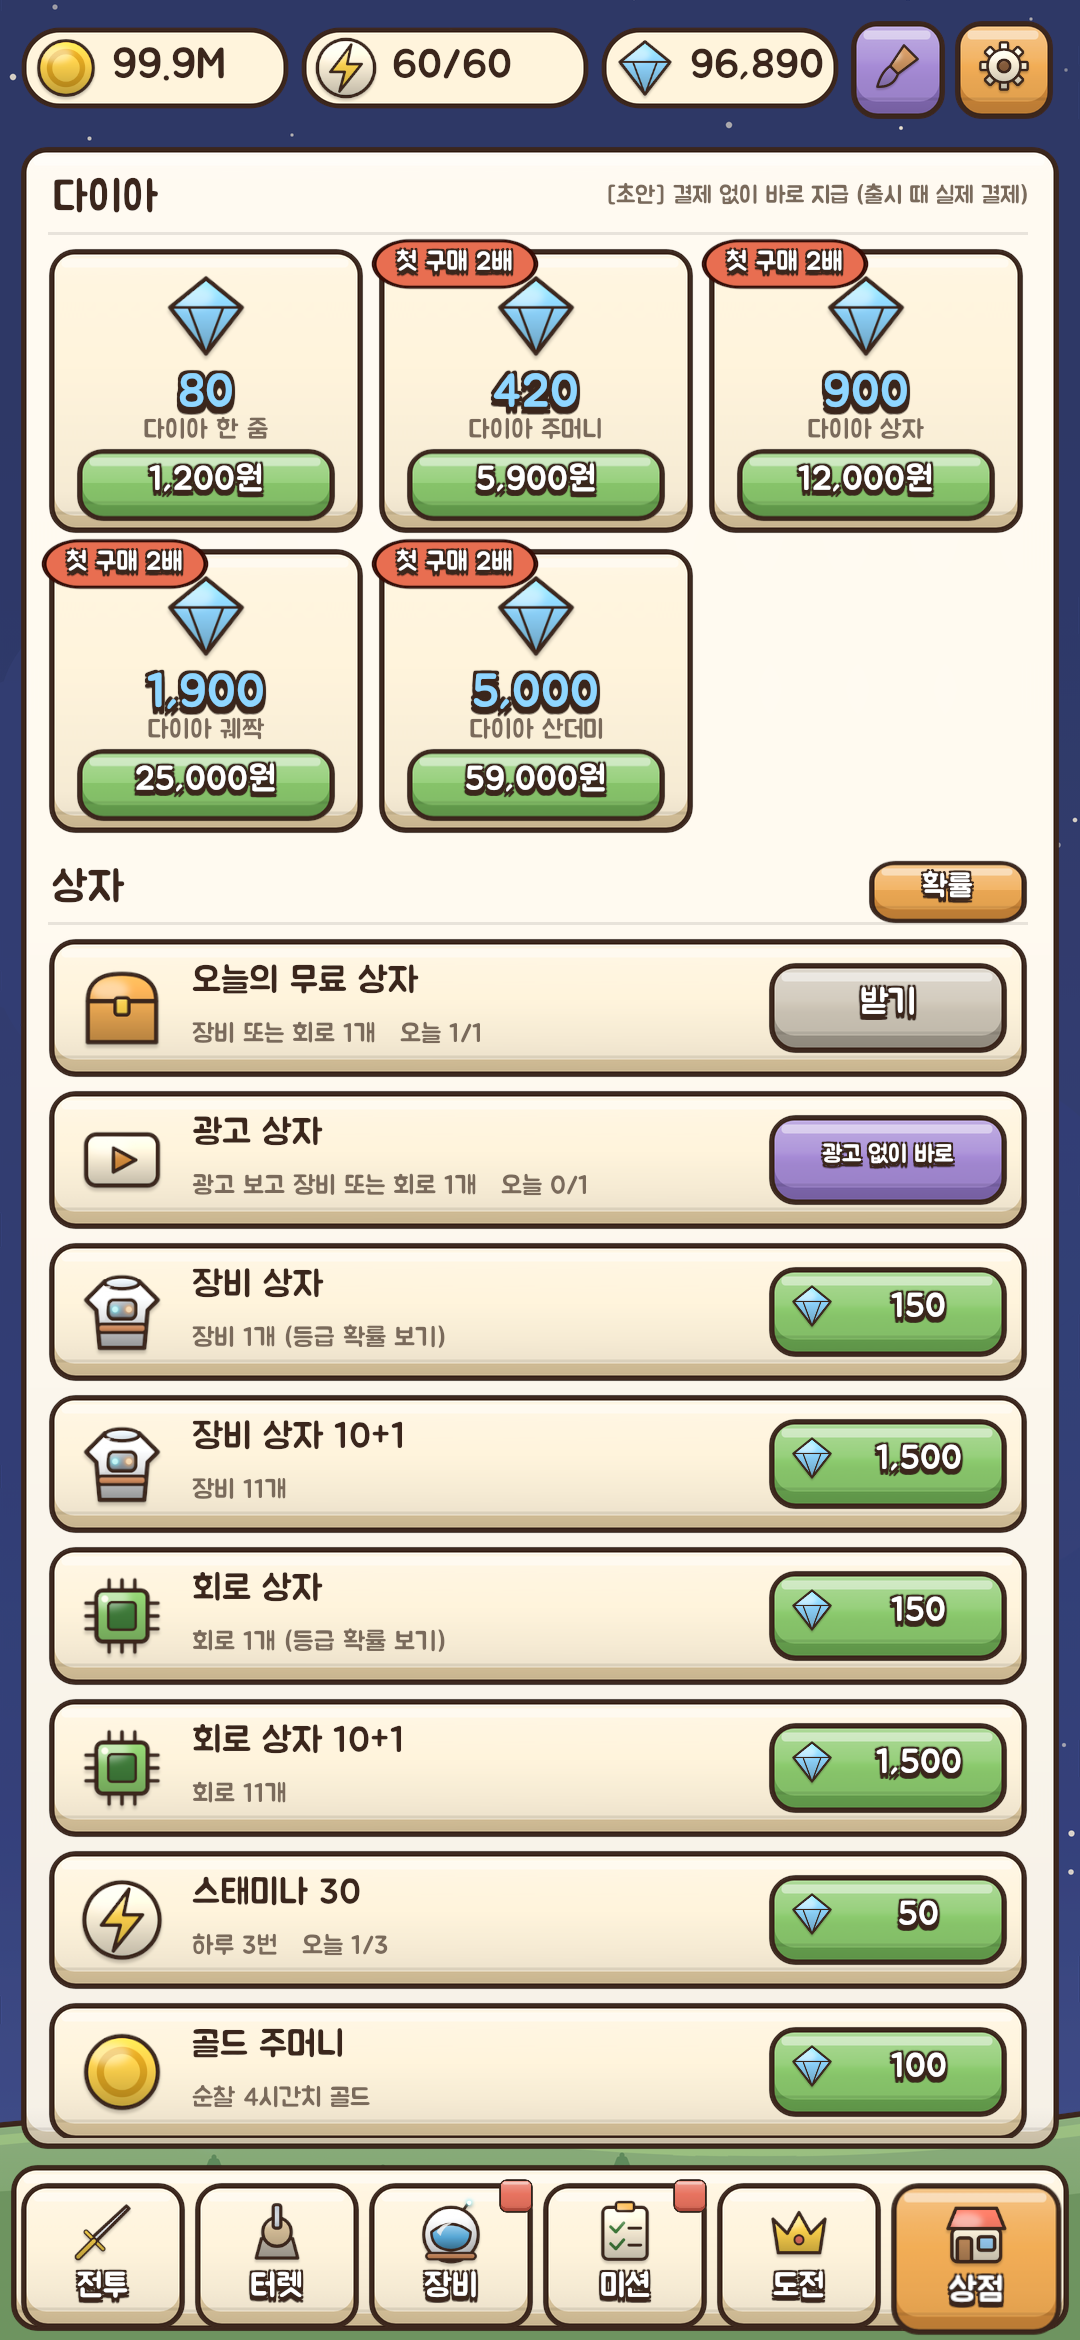 99.9M
60/60
96,890
다이아
[초안] 결제 없이 바로 지급 (출시 때 실제 결제)
80
다이아 한 줌
1,200원
첫 구매 2배
420
다이아 주머니
5,900원
첫 구매 2배
900
다이아 상자
12,000원
첫 구매 2배
1,900
다이아 궤짝
25,000원
첫 구매 2배
5,000
다이아 산더미
59,000원
상자
확률
오늘의 무료 상자
장비 또는 회로 1개 오늘 1/1
받기
광고 상자
광고 보고 장비 또는 회로 1개 오늘 0/1
광고 없이 바로
장비 상자
장비 1개 (등급 확률 보기)
150
장비 상자 10+1
장비 11개
1,500
회로 상자
회로 1개 (등급 확률 보기)
150
회로 상자 10+1
회로 11개
1,500
스태미나 30
하루 3번 오늘 1/3
50
골드 주머니
순찰 4시간치 골드
100
전투
터렛
장비
미션
도전
상점